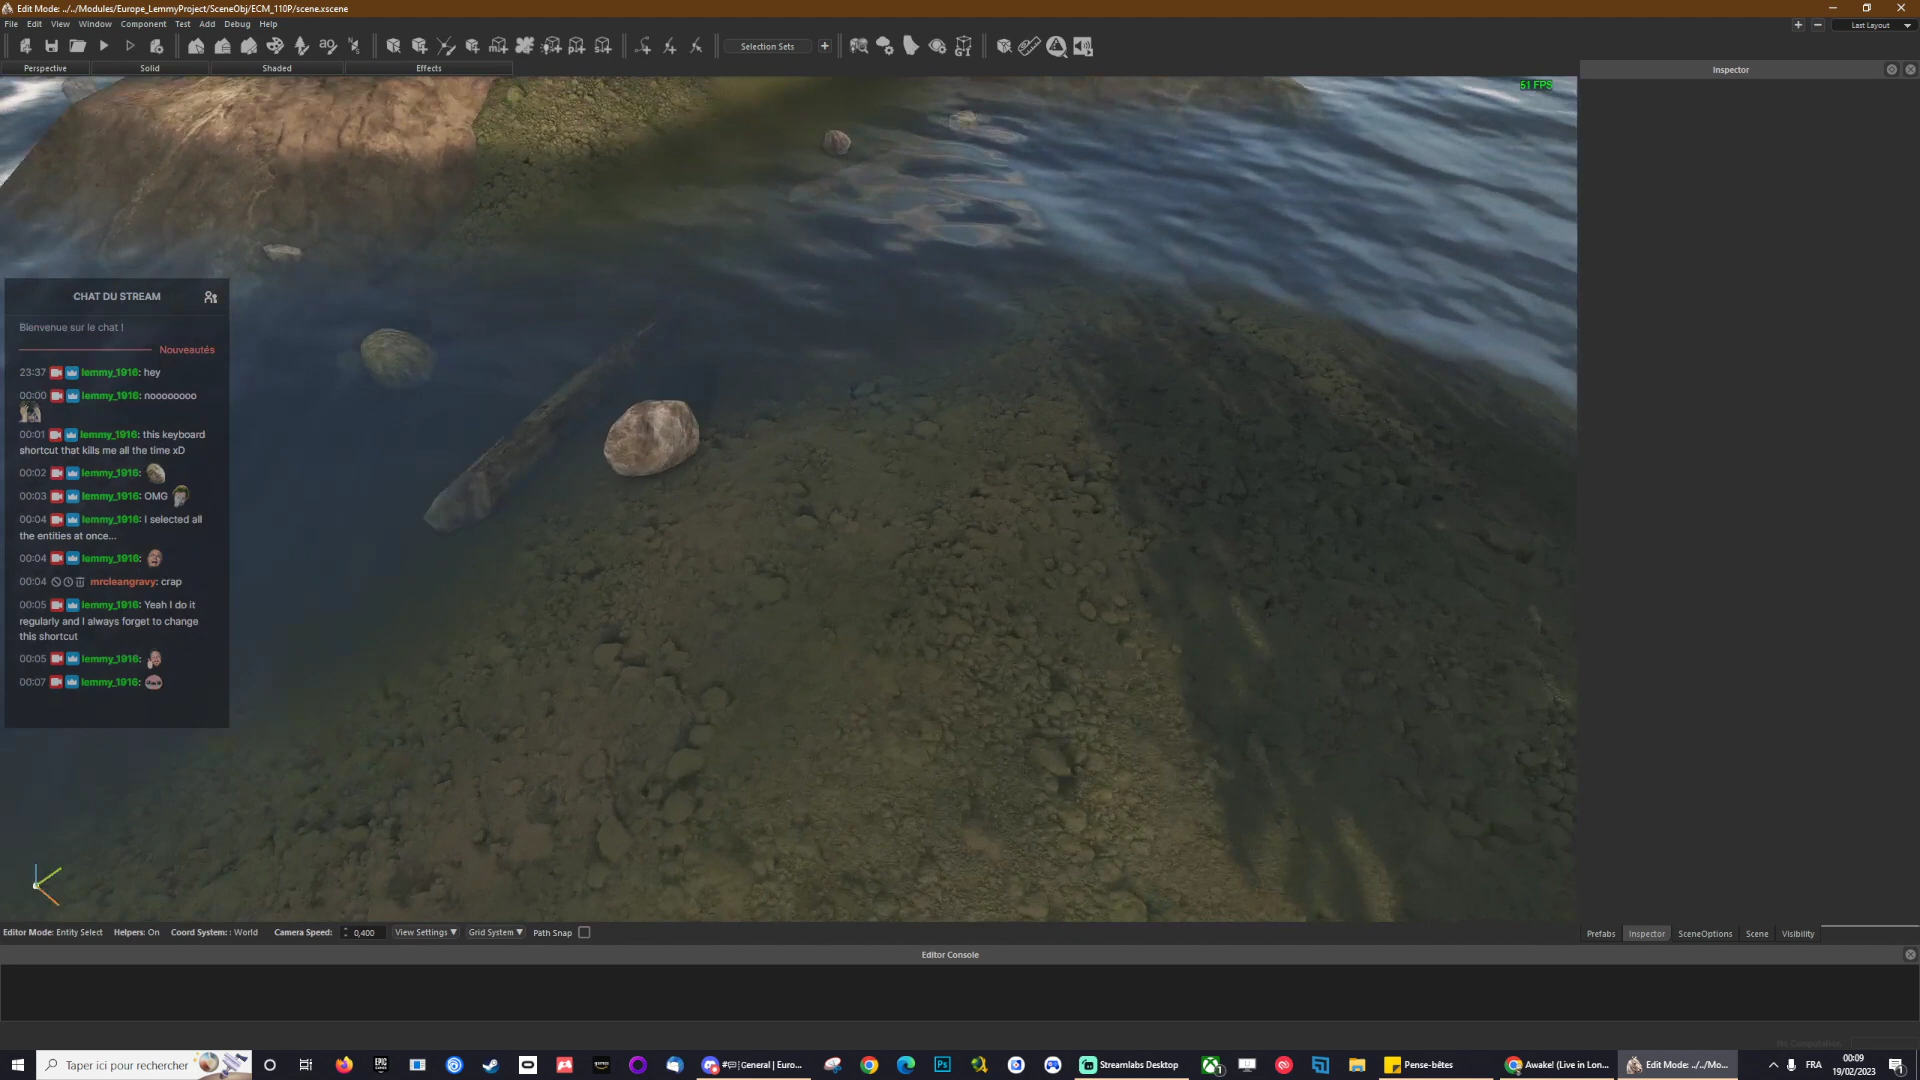 Edit Mode: ../../Modules/Europe_LemmyProject/SceneObj/ECM_110P/scene.xscene
File Edit View Window Component Test Add Debug Help
Last Layout
Selection Sets
Perspective Solid Shaded Effects
Inspector
51 FPS
CHAT DU STREAM
Bienvenue sur le chat !
Nouveautés
23:37 lemmy_1916: hey
00:00 lemmy_1916: noooooooo
00:01 lemmy_1916: this keyboard
shortcut that kills me all the time xD
00:02 lemmy_1916:
00:03 lemmy_1916: OMG
00:04 lemmy_1916: I selected all
the entities at once...
00:04 lemmy_1916:
00:04 mrcleangravy: crap
00:05 lemmy_1916: Yeah I do it
regularly and I always forget to change
this shortcut
00:05 lemmy_1916:
00:07 lemmy_1916:
Editor Mode: Entity Select Helpers: On Coord System: : World Camera Speed: 0,400 View Settings Grid System Path Snap
Prefabs Inspector SceneOptions Scene Visibility
Editor Console
No Computation.
Taper ici pour rechercher
General | Euro...
Streamlabs Desktop
Pense-bêtes
Awake! (Live in Lon...
Edit Mode: ../../Mo...
FRA
00:09
19/02/2023